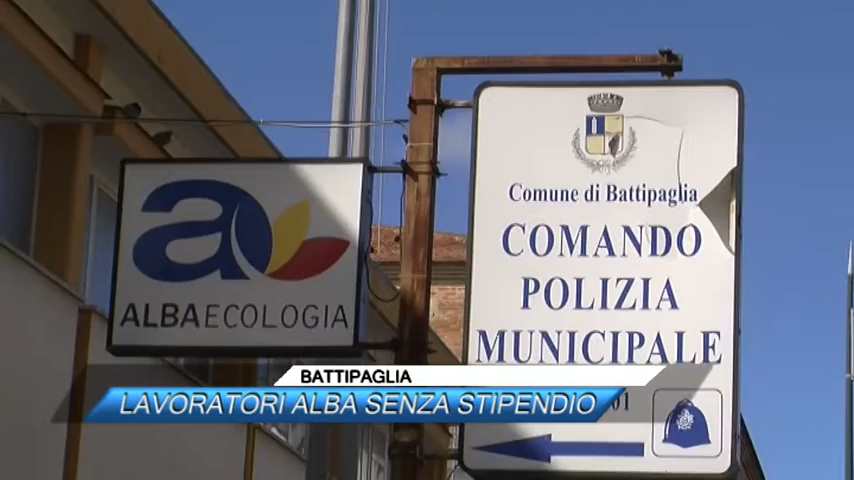 ALBAECOLOGIA
Comune di Battipaglia
COMANDO
POLIZIA
MUNICIPALE
BATTIPAGLIA
LAVORATORI ALBA SENZA STIPENDIO